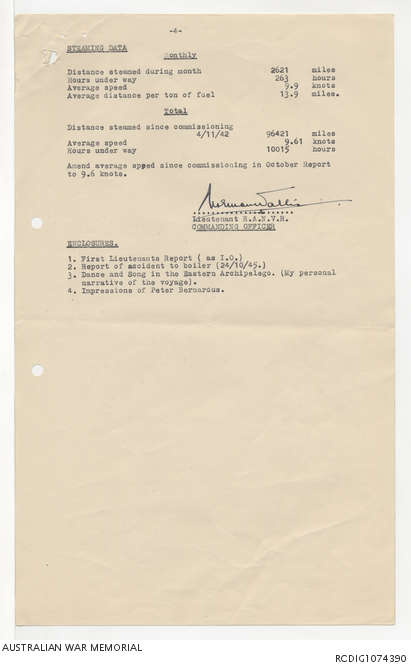 -4-
STEAMING DATA
Monthly
Distance steamed during month 2621 miles
Hours under way 263 hours
Average speed 9.9 knots
Average distance per ton of fuel 13.9 miles.
Total
Distance steamed since commissioning
4/11/42 96421 miles
Average speed 9.61 knots
Hours under way 10015 hours
Amend average speed since commissioning in October Report
to 9.6 knots.
Lieutenant R.A.N.V.R.
COMMANDING OFFICER
ENCLOSURES.
1. First Lieutenants Report ( as I.O.)
2. Report of accident to boiler (24/10/45.)
3. Dance and Song in the Eastern Archipelego. (My personal
narrative of the voyage).
4. Impressions of Peter Bernardus.
AUSTRALIAN WAR MEMORIAL
RCDIG1074390